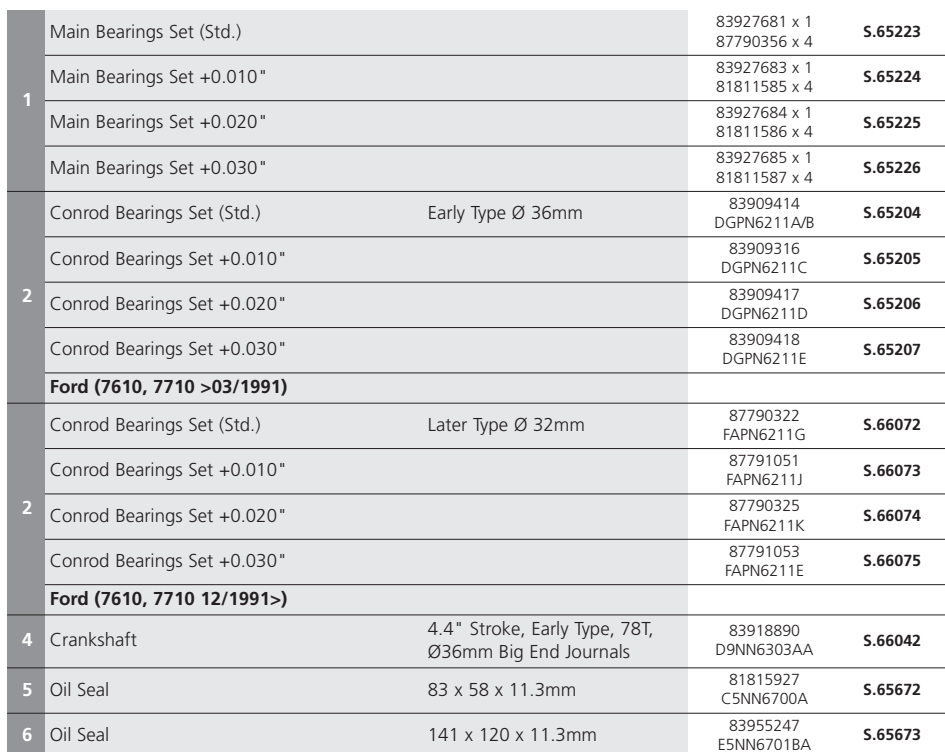 1
Main Bearings Set (Std.)
83927681 x 1
87790356 x 4
S.65223
Main Bearings Set +0.010"
83927683 x 1
81811585 x 4
S.65224
Main Bearings Set +0.020"
83927684 x 1
81811586 x 4
S.65225
Main Bearings Set +0.030"
83927685 x 1
81811587 x 4
S.65226
2
Conrod Bearings Set (Std.)
Early Type Ø 36mm
83909414
DGPN6211A/B
S.65204
Conrod Bearings Set +0.010"
83909316
DGPN6211C
S.65205
Conrod Bearings Set +0.020"
83909417
DGPN6211D
S.65206
Conrod Bearings Set +0.030"
83909418
DGPN6211E
S.65207
Ford (7610, 7710 >03/1991)
2
Conrod Bearings Set (Std.)
Later Type Ø 32mm
87790322
FAPN6211G
S.66072
Conrod Bearings Set +0.010"
87791051
FAPN6211J
S.66073
Conrod Bearings Set +0.020"
87790325
FAPN6211K
S.66074
Conrod Bearings Set +0.030"
87791053
FAPN6211E
S.66075
Ford (7610, 7710 12/1991>)
4
Crankshaft
4.4" Stroke, Early Type, 78T,
Ø36mm Big End Journals
83918890
D9NN6303AA
S.66042
5
Oil Seal
83 x 58 x 11.3mm
81815927
C5NN6700A
S.65672
6
Oil Seal
141 x 120 x 11.3mm
83955247
E5NN6701BA
S.65673